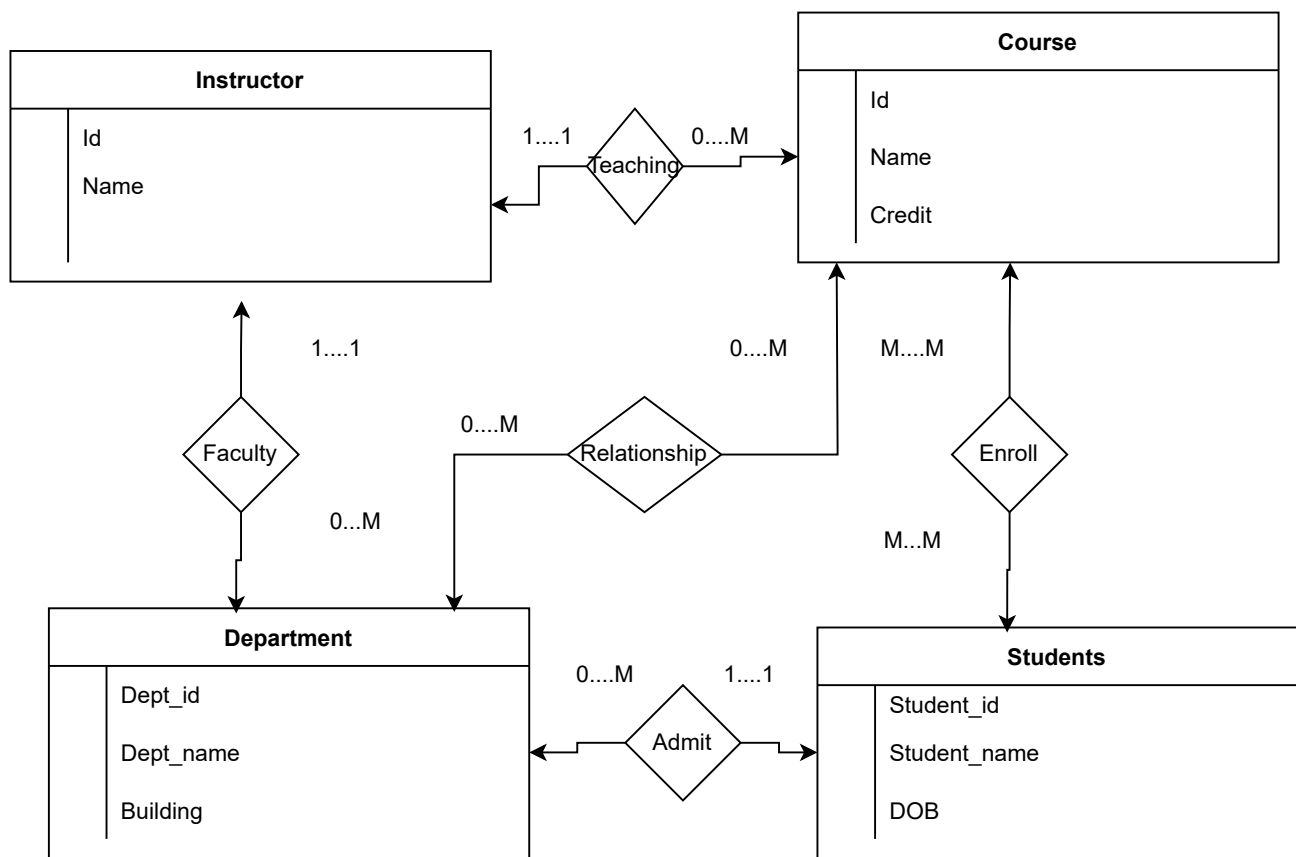 Instructor
Id
Name
1....1
Teaching
0....M
Course
Id
Name
Credit
1....1
Faculty
0...M
0....M
Relationship
0....M
M....M
Enroll
M...M
Department
Dept_id
Dept_name
Building
0....M
Admit
1....1
Students
Student_id
Student_name
DOB